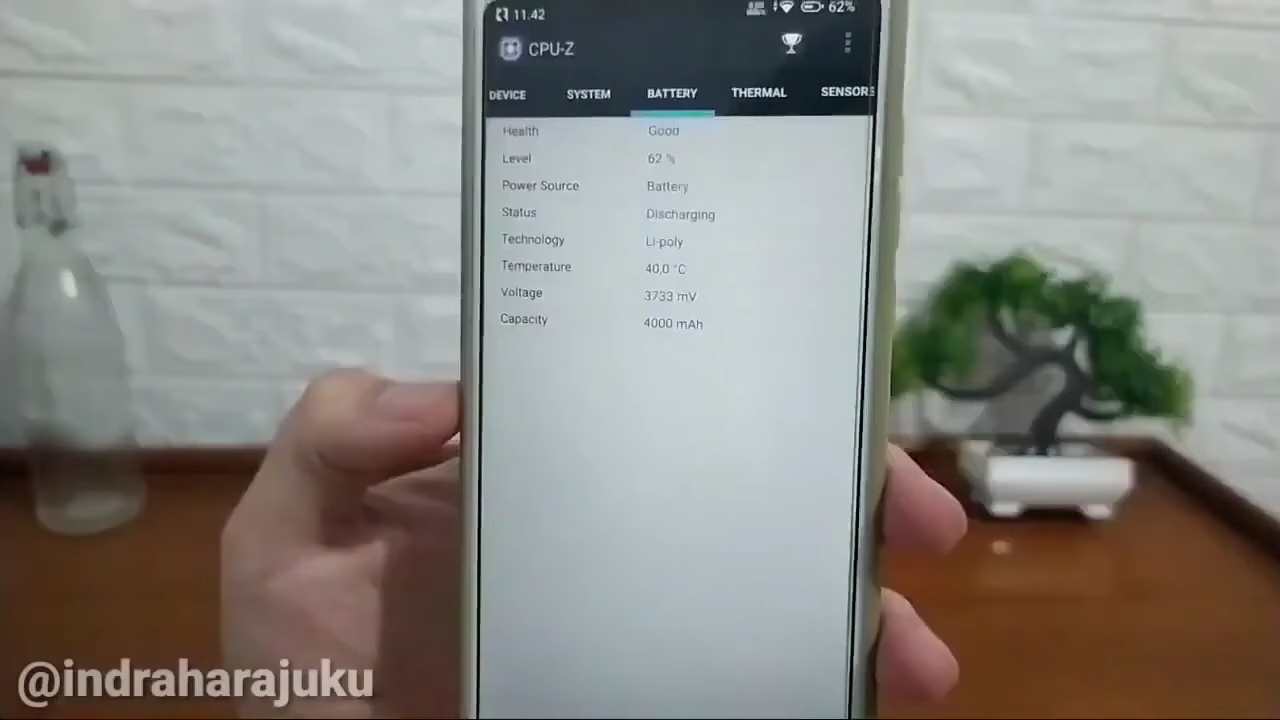 11.42
62%
CPU-Z
DEVICE SYSTEM BATTERY THERMAL SENSORS
Health Good
Level 62 %
Power Source Battery
Status Discharging
Technology Li-poly
Temperature 40,0 °C
Voltage 3733 mV
Capacity 4000 mAh
@indraharajuku